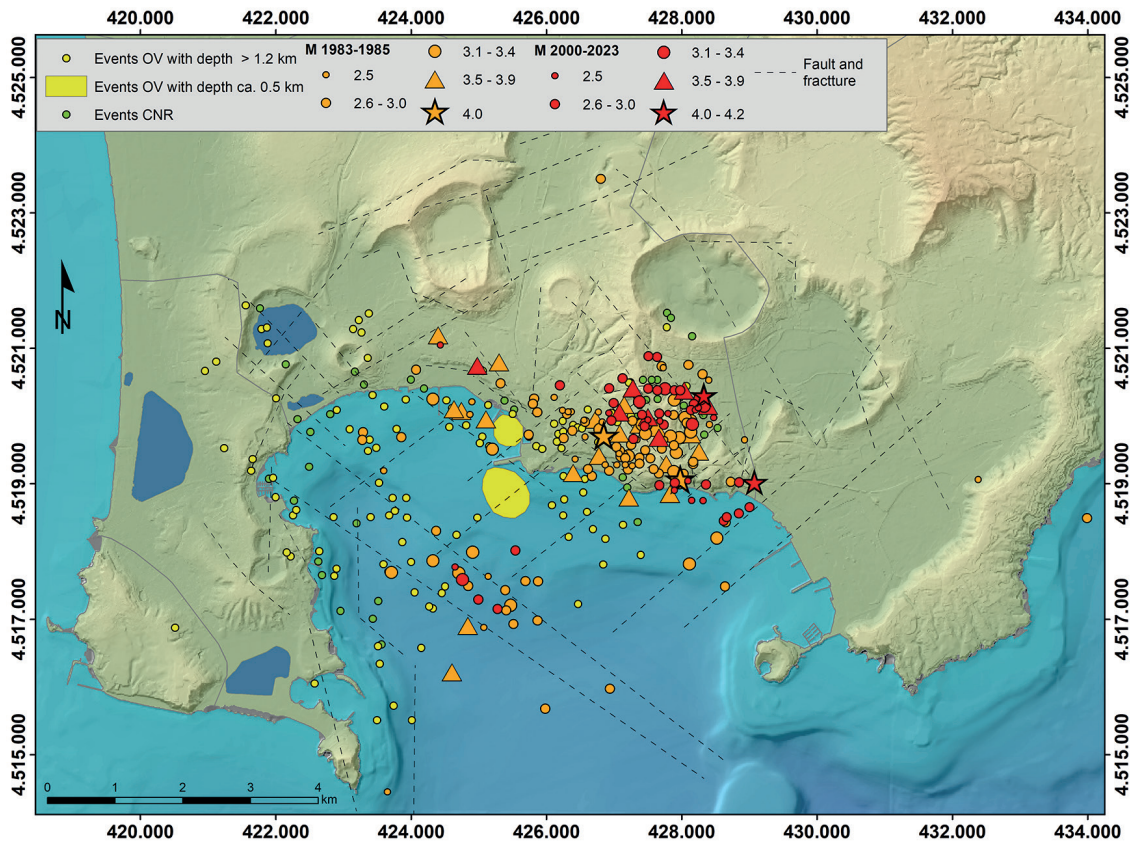 420.000 422.000 424.000 426.000 428.000 430.000 432.000 434.000
Events OV with depth > 1.2 km
Events OV with depth ca. 0.5 km
Events CNR
M 1983-1985
2.5
2.6 - 3.0
3.1 - 3.4
3.5 - 3.9
4.0
M 2000-2023
2.5
2.6 - 3.0
3.1 - 3.4
3.5 - 3.9
4.0 - 4.2
Fault and
fractture
4.525.000
4.523.000
4.521.000
4.519.000
4.517.000
4.515.000
4.525.000
4.523.000
4.521.000
4.519.000
4.517.000
4.515.000
N
0 1 2 3 4
km
420.000 422.000 424.000 426.000 428.000 430.000 432.000 434.000